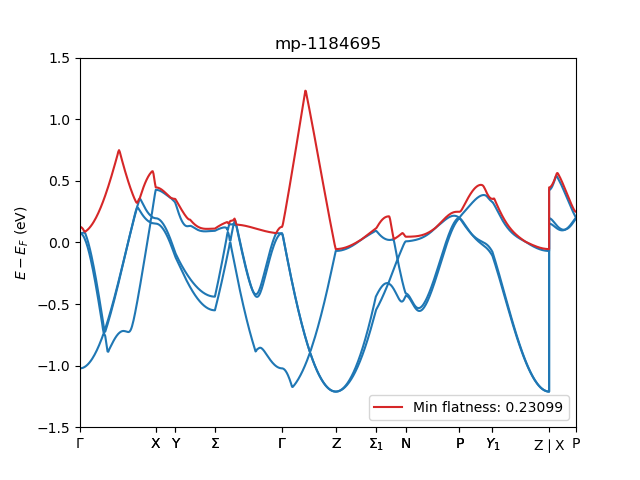 mp-1184695
E − E_F (eV)
1.5
1.0
0.5
0.0
−0.5
−1.0
−1.5
Min flatness: 0.23099
Γ X Y Σ Γ Z Σ₁ N P Y₁ Z | X P